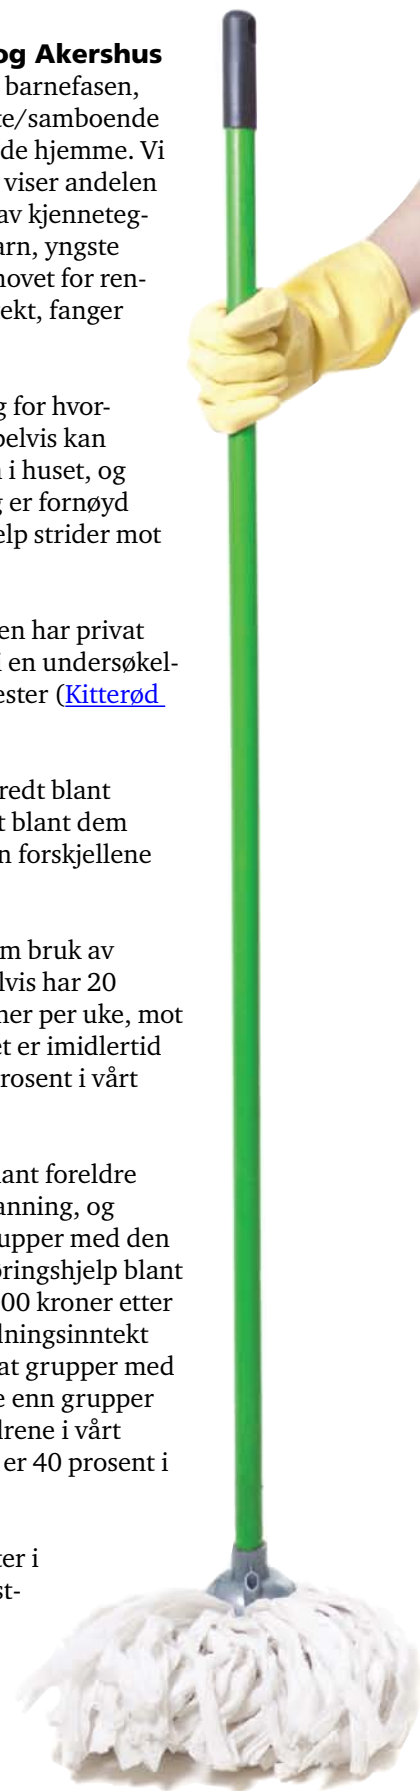 og Akershus
barnefasen,
te/samboende
de hjemme. Vi
viser andelen
av kjenneteg-
arn, yngste
hovet for ren-
ekt, fanger
g for hvor-
pelvis kan
i huset, og
g er fornøyd
elp strider mot
en har privat
i en undersøkel-
ester (Kitterød
redt blant
t blant dem
n forskjellene
m bruk av
lvis har 20
ner per uke, mot
et er imidlertid
prosent i vårt
lant foreldre
anning, og
rupper med den
øringshjelp blant
00 kroner etter
dningsinntekt
at grupper med
e enn grupper
drene i vårt
er 40 prosent i
ter i
st-